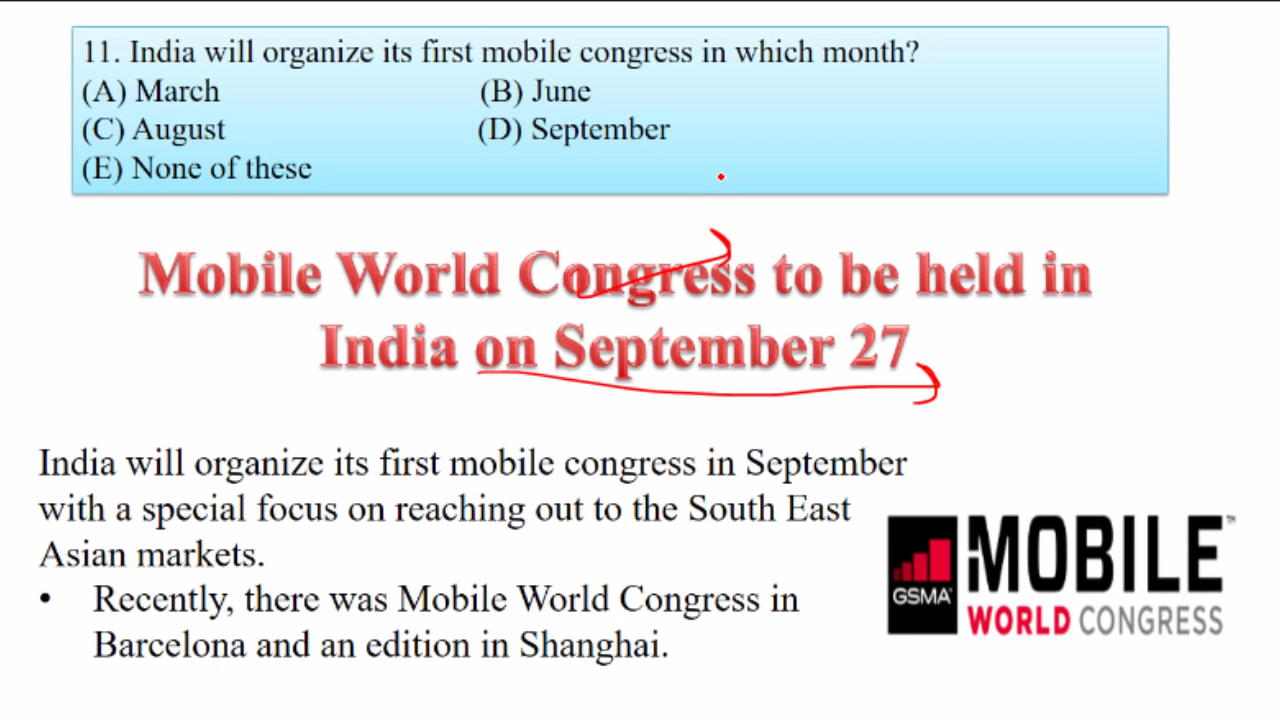 11. India will organize its first mobile congress in which month?
(A) March (B) June
(C) August (D) September
(E) None of these
Mobile World Congress to be held in
India on September 27
India will organize its first mobile congress in September
with a special focus on reaching out to the South East
Asian markets.
• Recently, there was Mobile World Congress in
Barcelona and an edition in Shanghai.
GSMA
MOBILE™
WORLD CONGRESS